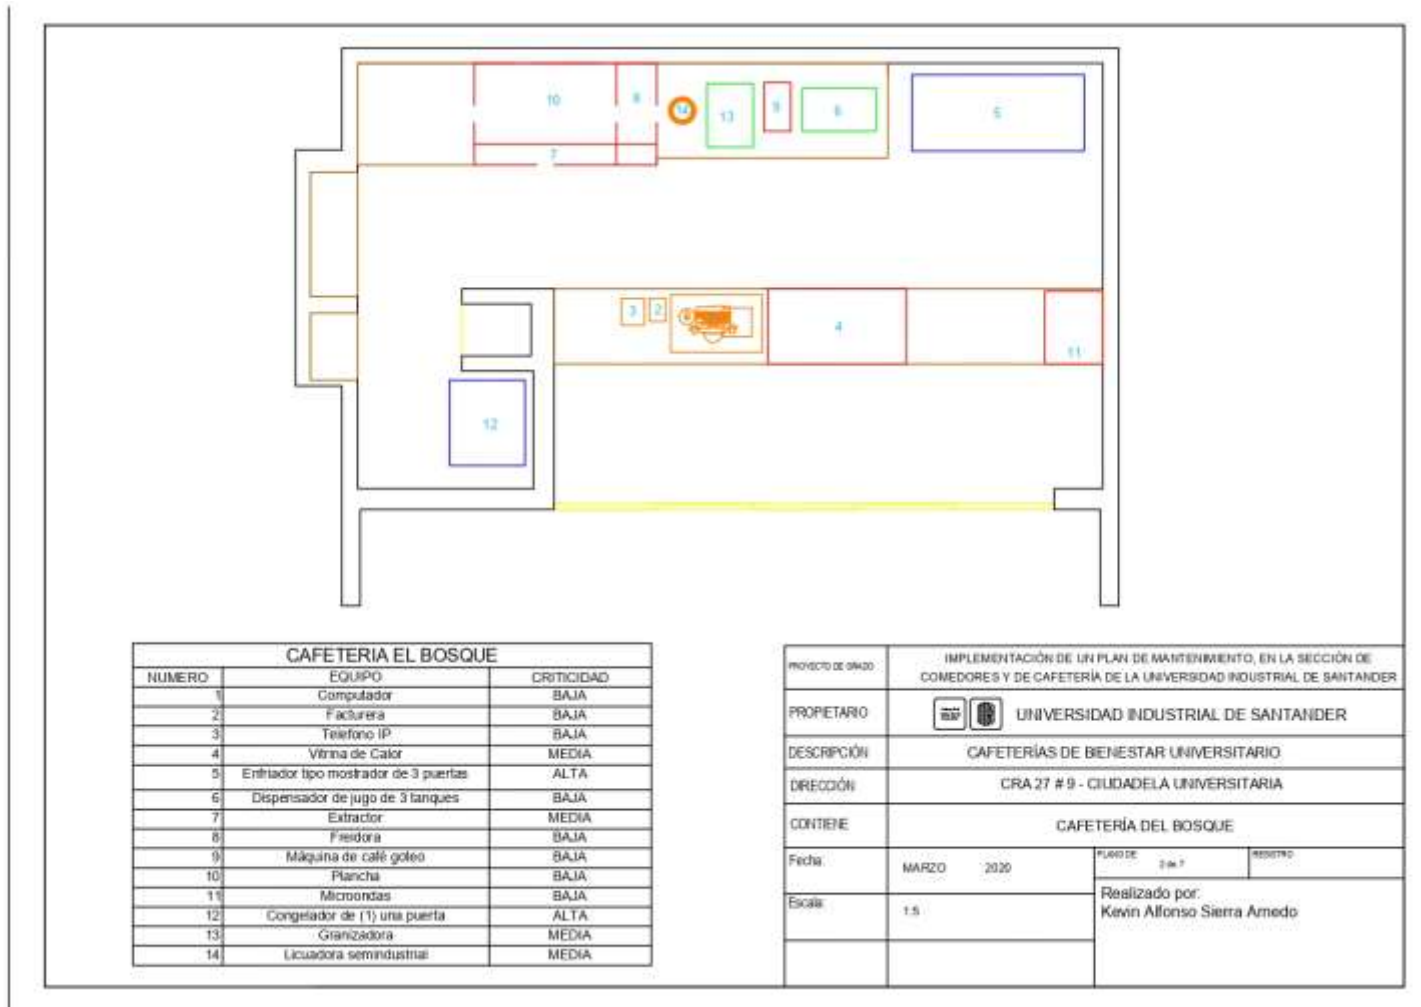 10
8
14
13
9
6
5
7
3
2
4
11
12
CAFETERIA EL BOSQUE
NUMERO EQUIPO CRITICIDAD
1 Computador BAJA
2 Facturera BAJA
3 Telefono IP BAJA
4 Vitrina de Calor MEDIA
5 Enfriador tipo mostrador de 3 puertas ALTA
6 Dispensador de jugo de 3 tanques BAJA
7 Extractor MEDIA
8 Freidora BAJA
9 Máquina de café goteo BAJA
10 Plancha BAJA
11 Microondas BAJA
12 Congelador de (1) una puerta ALTA
13 Granizadora MEDIA
14 Licuadora semindustrial MEDIA
PROYECTO DE GRADO
IMPLEMENTACIÓN DE UN PLAN DE MANTENIMIENTO, EN LA SECCIÓN DE
COMEDORES Y DE CAFETERÍA DE LA UNIVERSIDAD INDUSTRIAL DE SANTANDER
PROPIETARIO UNIVERSIDAD INDUSTRIAL DE SANTANDER
DESCRIPCIÓN CAFETERÍAS DE BIENESTAR UNIVERSITARIO
DIRECCIÓN CRA 27 # 9 - CIUDADELA UNIVERSITARIA
CONTIENE CAFETERÍA DEL BOSQUE
Fecha: MARZO 2020
PLANO DE 2 de 7
REGISTRO
Escala: 1:5
Realizado por:
Kevin Alfonso Sierra Arnedo